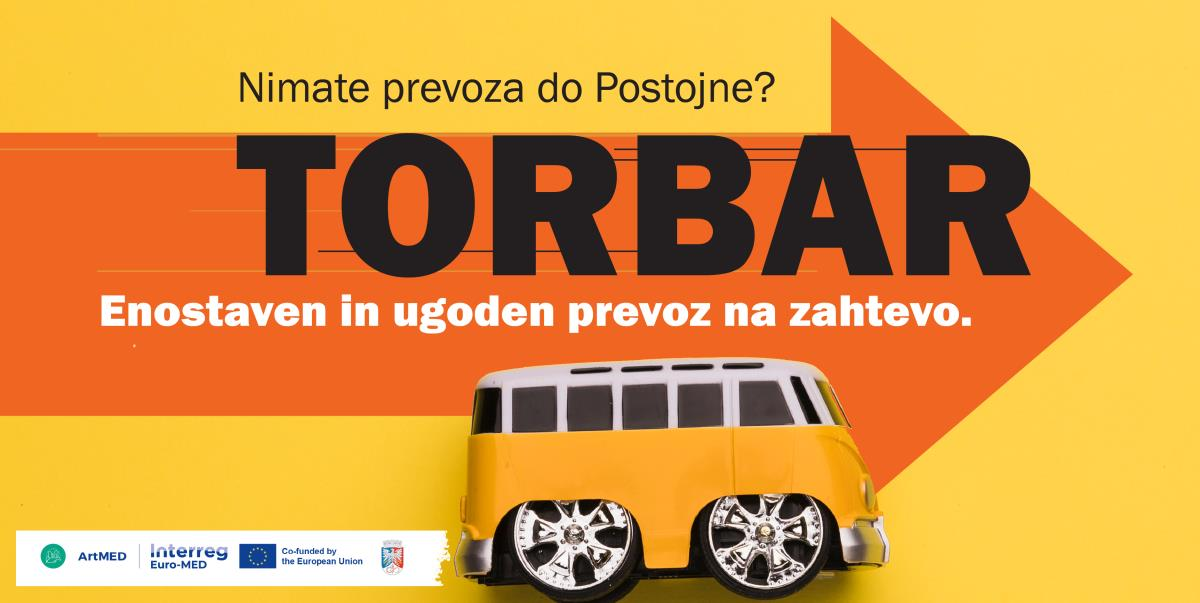 Nimate prevoza do Postojne?
TORBAR
Enostaven in ugoden prevoz na zahtevo.
ArtMED
Interreg
Euro-MED
Co-funded by
the European Union